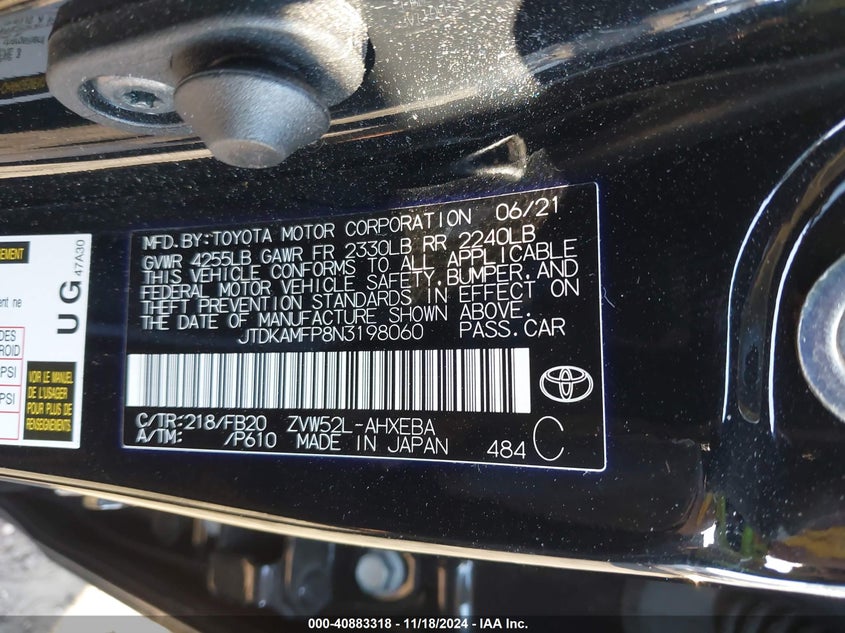 MFD.BY:TOYOTA MOTOR CORPORATION 06/21
GVWR 4255LB GAWR FR 2330LB RR 2240LB
THIS VEHICLE CONFORMS TO ALL APPLICABLE
FEDERAL MOTOR VEHICLE SAFETY,BUMPER,AND
THEFT PREVENTION STANDARDS IN EFFECT ON
THE DATE OF MANUFACTURE SHOWN ABOVE.
JTDKAMFP8N3198060 PASS.CAR
C/TR:218/FB20 ZVW52L-AHXEBA
A/TM: /P610 MADE IN JAPAN 484 C
UG
47A30
VOIR LE MANUEL
DE L'USAGER
POUR PLUS DE
RENSEIGNEMENTS
PSI
PSI
000-40883318 - 11/18/2024 - IAA Inc.